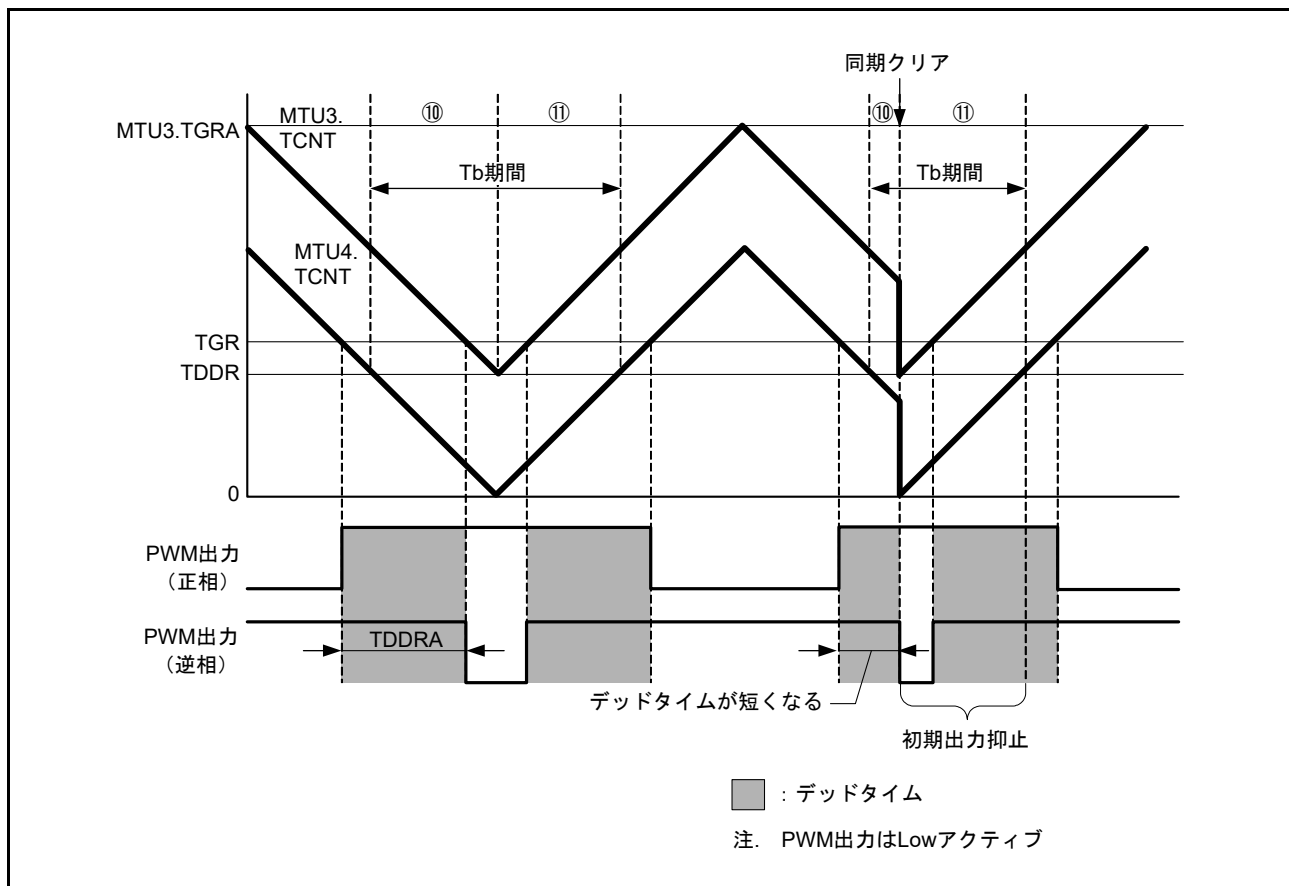 同期クリア
MTU3.TGRA
MTU3.
TCNT
⑩
⑪
⑩
⑪
Tb期間
Tb期間
MTU4.
TCNT
TGR
TDDR
0
PWM出力
（正相）
PWM出力
（逆相）
TDDRA
デッドタイムが短くなる
初期出力抑止
：デッドタイム
注. PWM出力はLowアクティブ